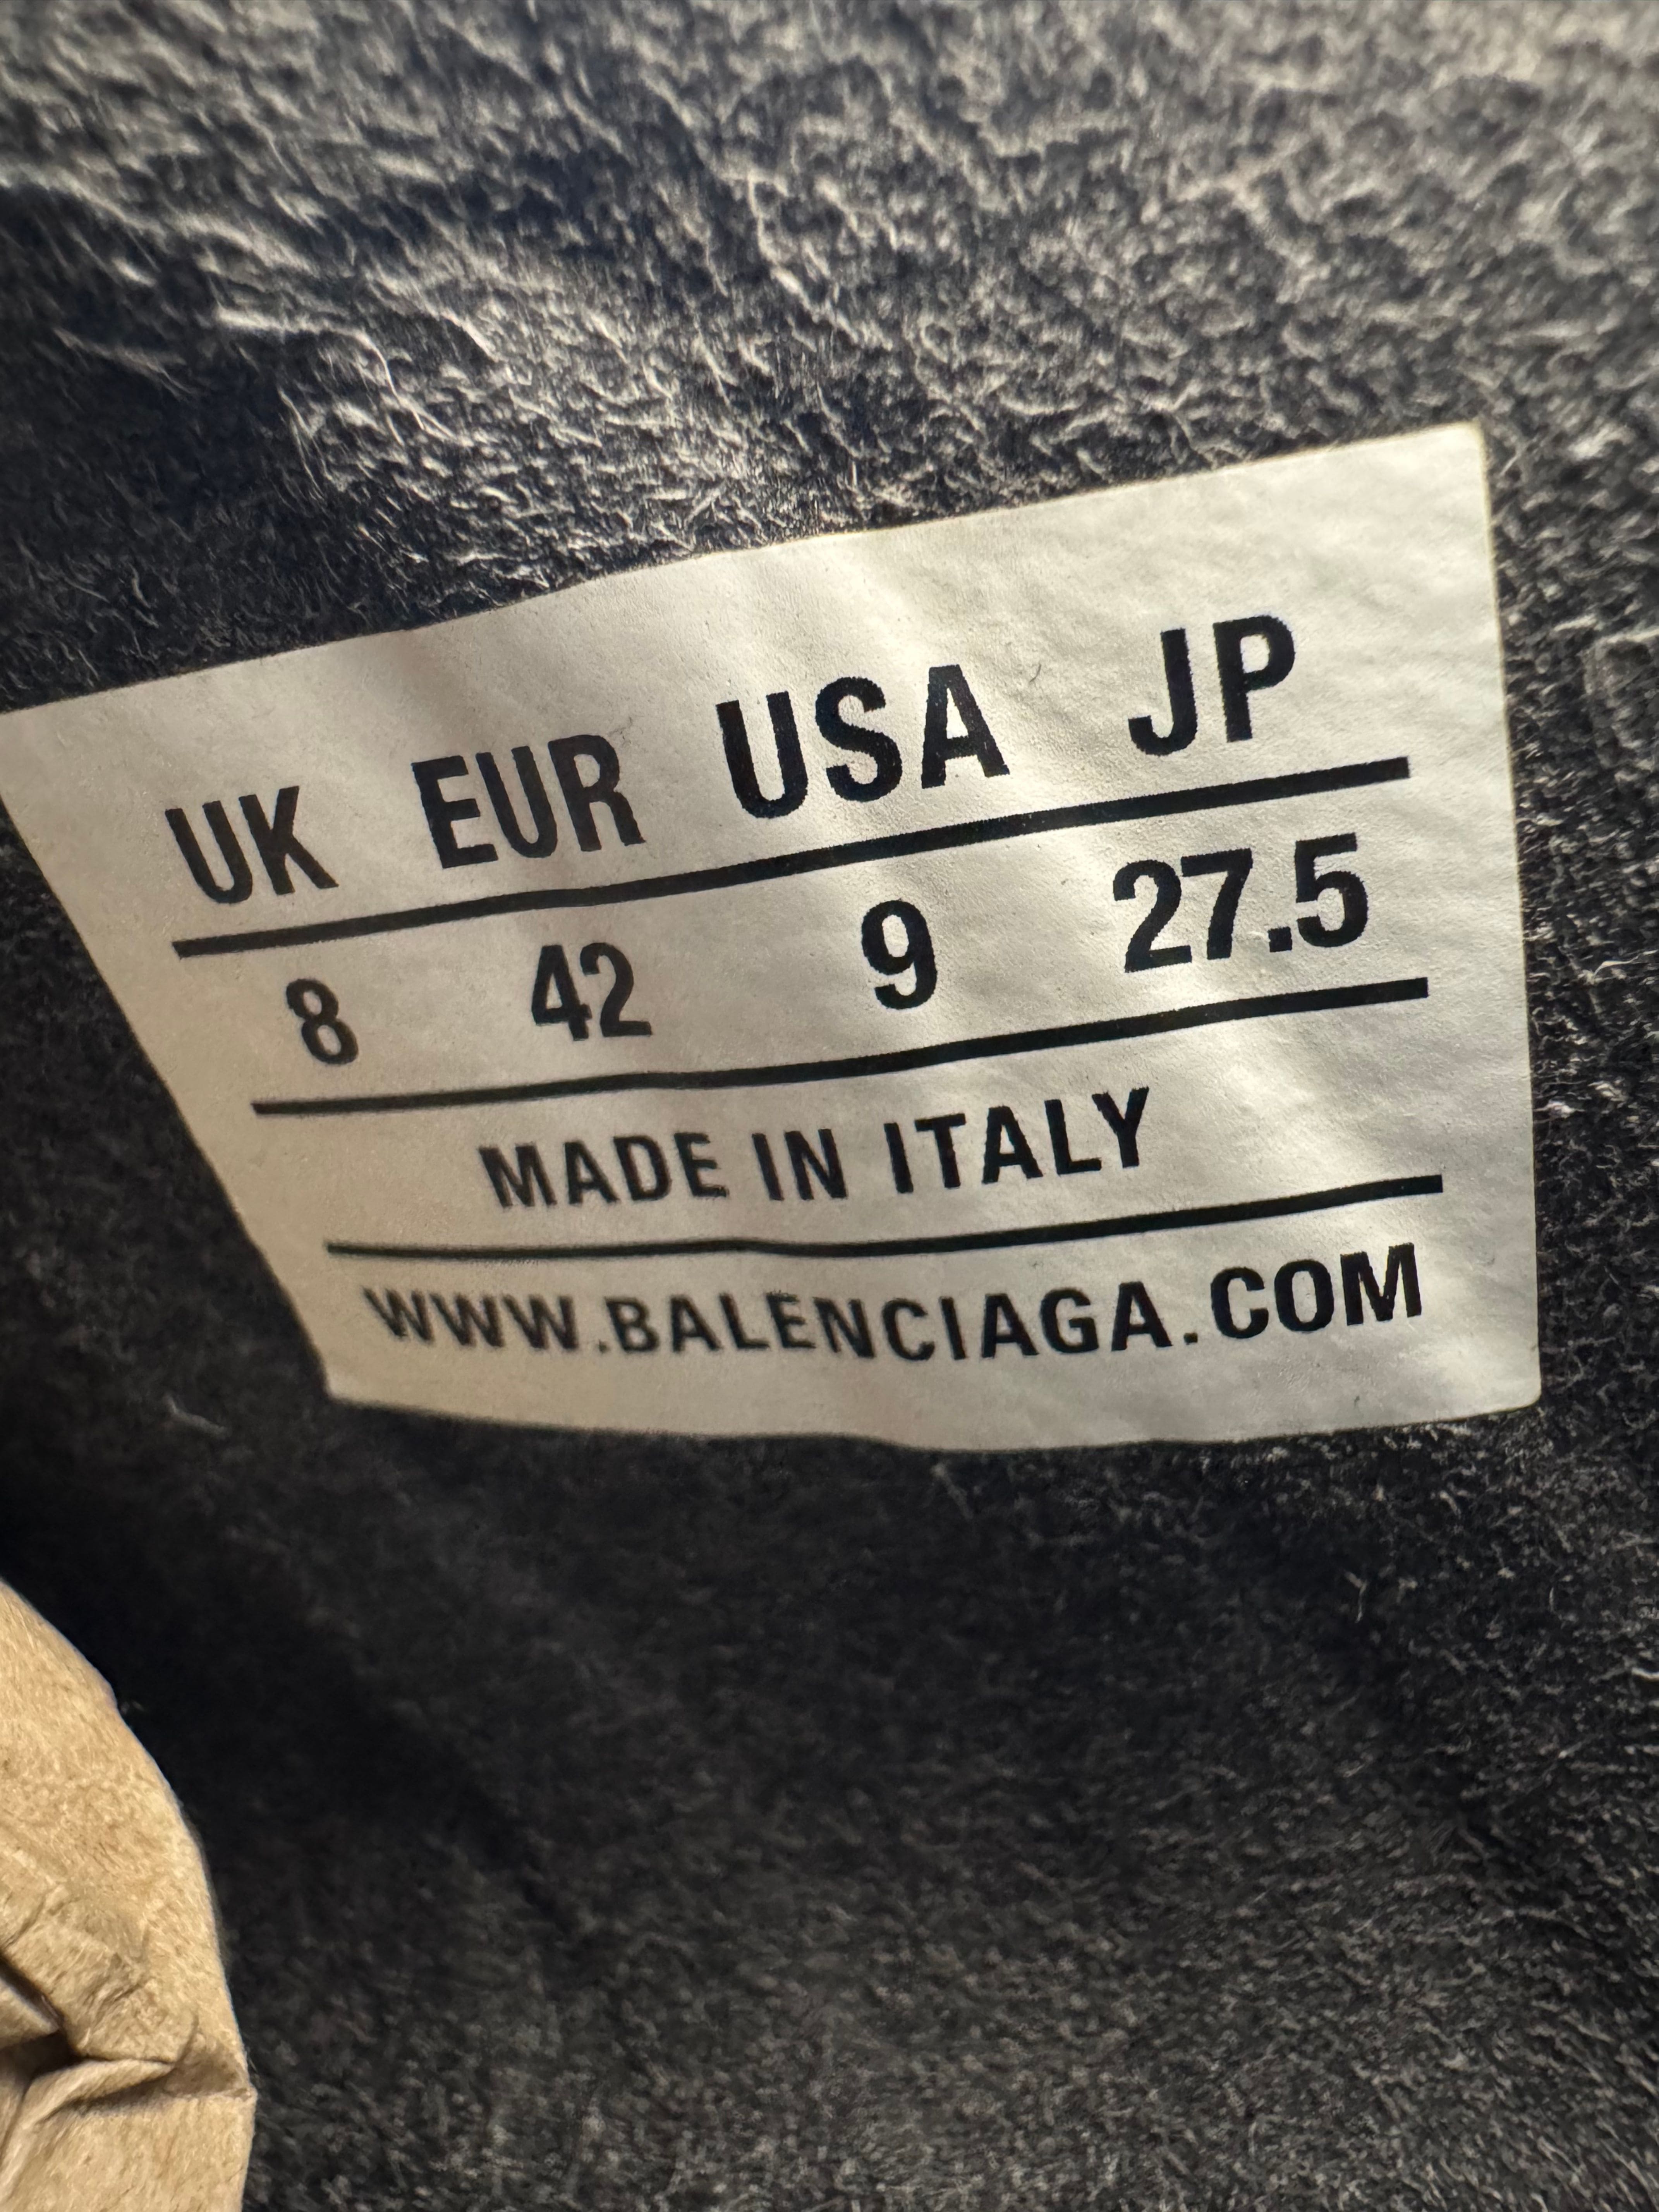 UK EUR USA JP
8 42 9 27.5
MADE IN ITALY
WWW.BALENCIAGA.COM